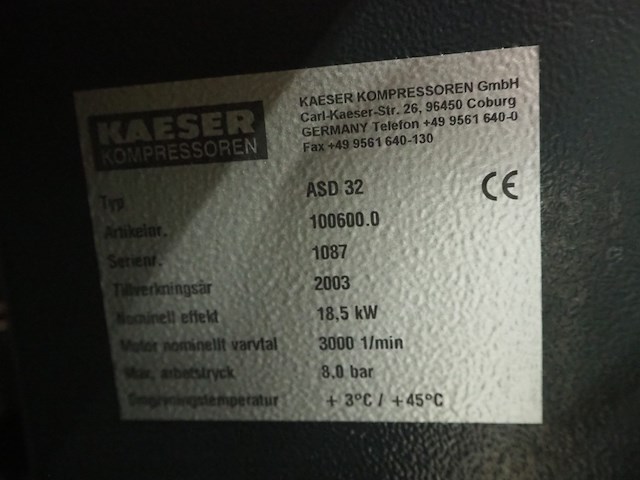 KAESER
KOMPRESSOREN
KAESER KOMPRESSOREN GmbH
Carl-Kaeser-Str. 26, 96450 Coburg
GERMANY Telefon +49 9561 640-0
Fax +49 9561 640-130
CE
Typ ASD 32
Artikelnr. 100600.0
Serienr. 1087
Tillverkningsår 2003
Nominell effekt 18,5 kW
Motor nominellt varvtal 3000 1/min
Max. arbetstryck 8,0 bar
Omgivningstemperatur + 3°C / +45°C